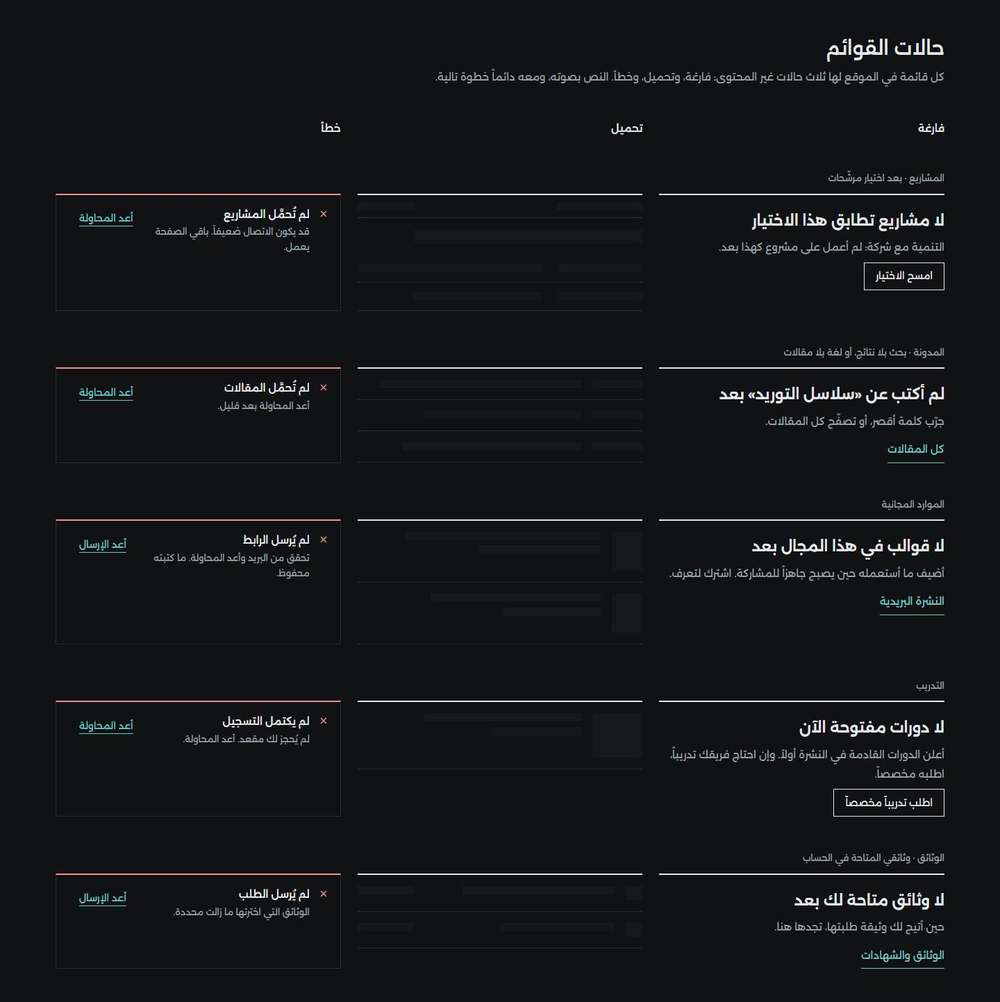 حالات القوائم
كل قائمة في الموقع لها ثلاث حالات غير المحتوى: فارغة، وتحميل، وخطأ. النص بصوته، ومعه دائماً خطوة تالية.
فارغة
تحميل
خطأ
المشاريع · بعد اختيار مرشّحات
لا مشاريع تطابق هذا الاختيار
التنمية مع شركة: لم أعمل على مشروع كهذا بعد.
امسح الاختيار
× لم تُحمَّل المشاريع
قد يكون الاتصال ضعيفاً. باقي الصفحة
يعمل.
أعد المحاولة
المدونة · بحث بلا نتائج، أو لغة بلا مقالات
لم أكتب عن «سلاسل التوريد» بعد
جرّب كلمة أقصر، أو تصفّح كل المقالات.
كل المقالات
× لم تُحمَّل المقالات
أعد المحاولة بعد قليل.
أعد المحاولة
الموارد المجانية
لا قوالب في هذا المجال بعد
أضيف ما أستعمله حين يصبح جاهزاً للمشاركة. اشترك لتعرف.
النشرة البريدية
× لم يُرسل الرابط
تحقق من البريد وأعد المحاولة. ما كتبته
محفوظ.
أعد الإرسال
التدريب
لا دورات مفتوحة الآن
أعلن الدورات القادمة في النشرة أولاً. وإن احتاج فريقك تدريباً،
اطلبه مخصصاً.
اطلب تدريباً مخصصاً
× لم يكتمل التسجيل
لم يُحجز لك مقعد. أعد المحاولة.
أعد المحاولة
الوثائق · وثائقي المتاحة في الحساب
لا وثائق متاحة لك بعد
حين أتيح لك وثيقة طلبتها، تجدها هنا.
الوثائق والشهادات
× لم يُرسل الطلب
الوثائق التي اخترتها ما زالت محددة.
أعد الإرسال